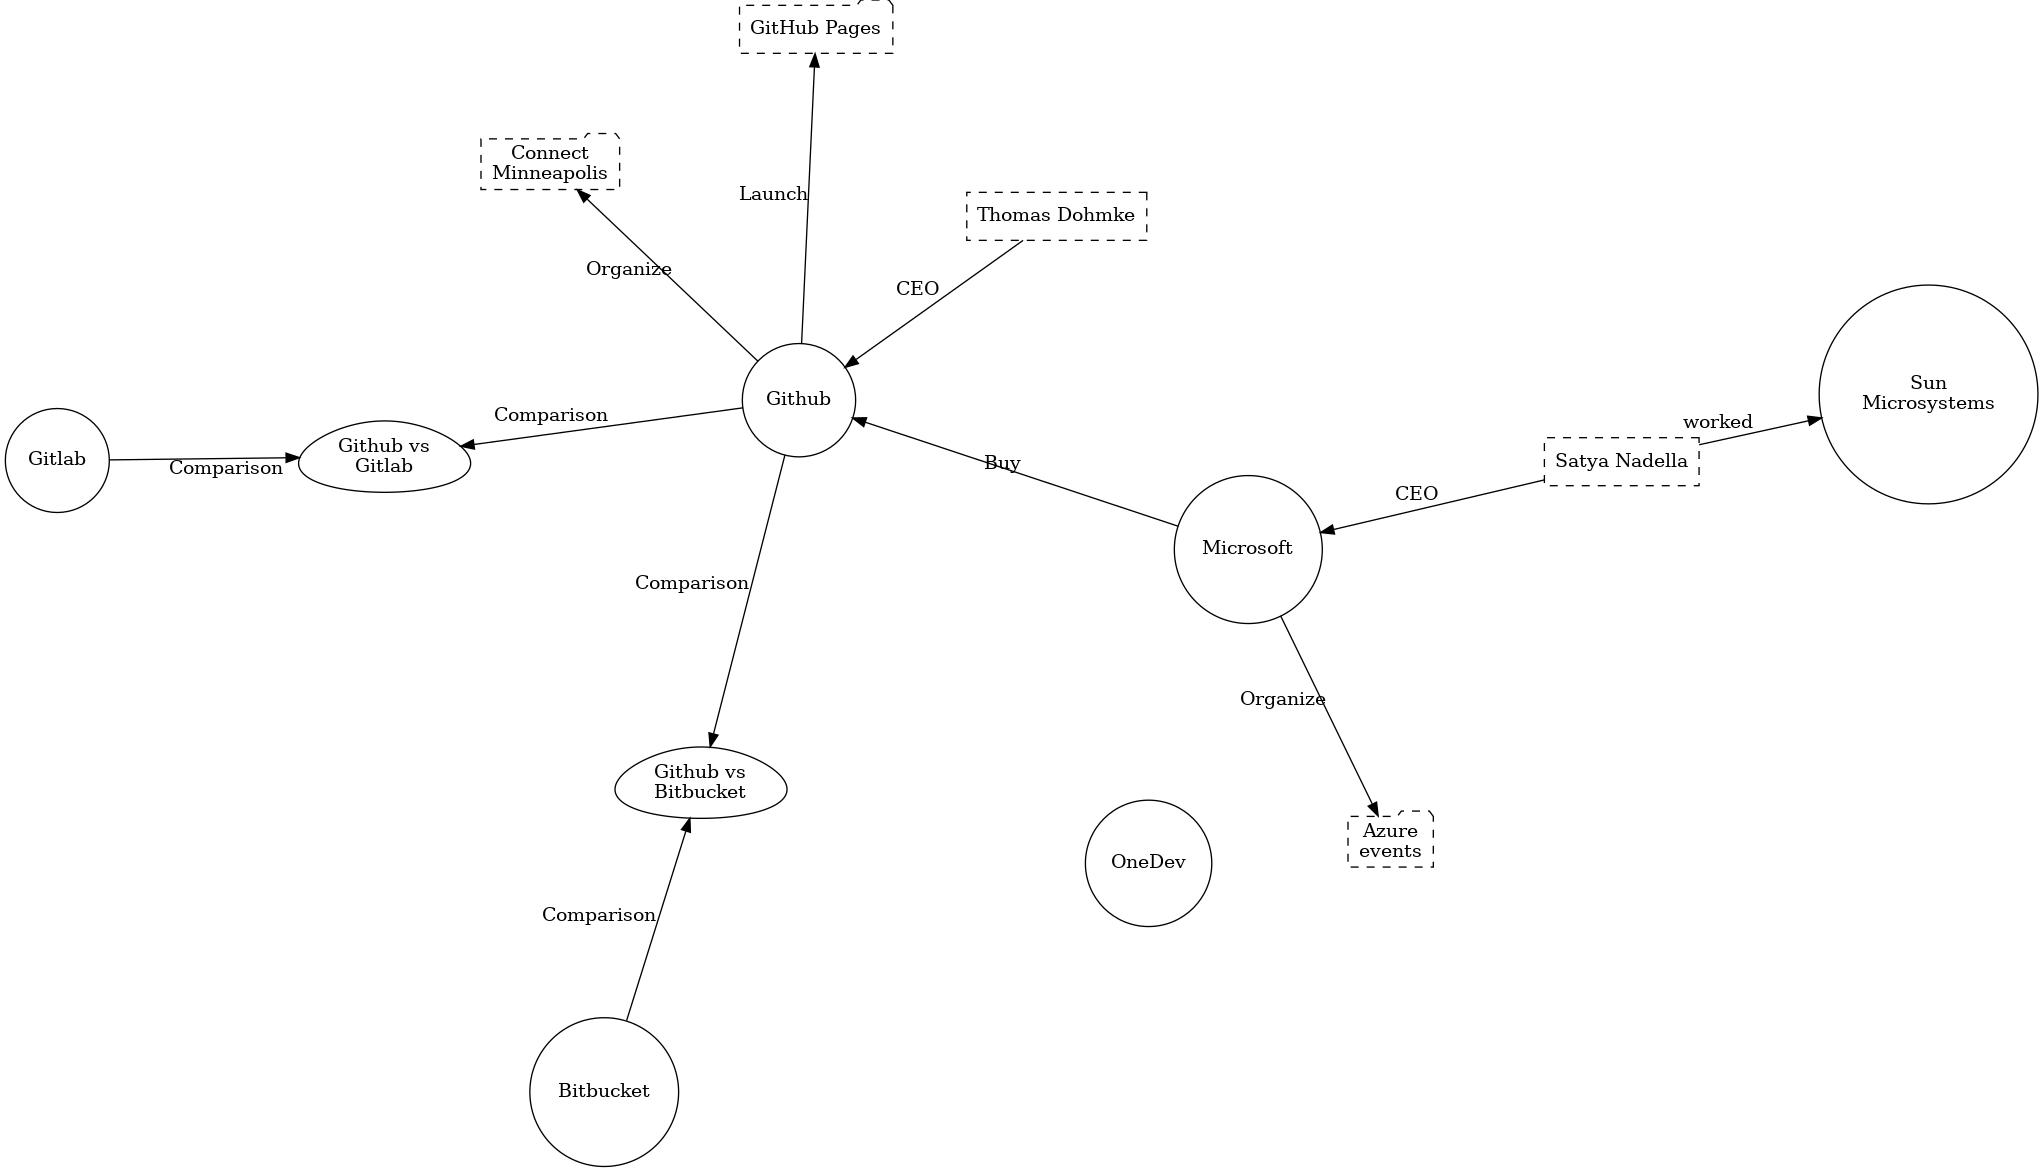 GitHub Pages
Connect
Minneapolis
Launch
Thomas Dohmke
Organize
CEO
Github
Sun
Microsystems
Comparison
worked
Gitlab
Comparison
Github vs
Gitlab
Buy
Satya Nadella
CEO
Microsoft
Comparison
Organize
Github vs
Bitbucket
Azure
events
OneDev
Comparison
Bitbucket